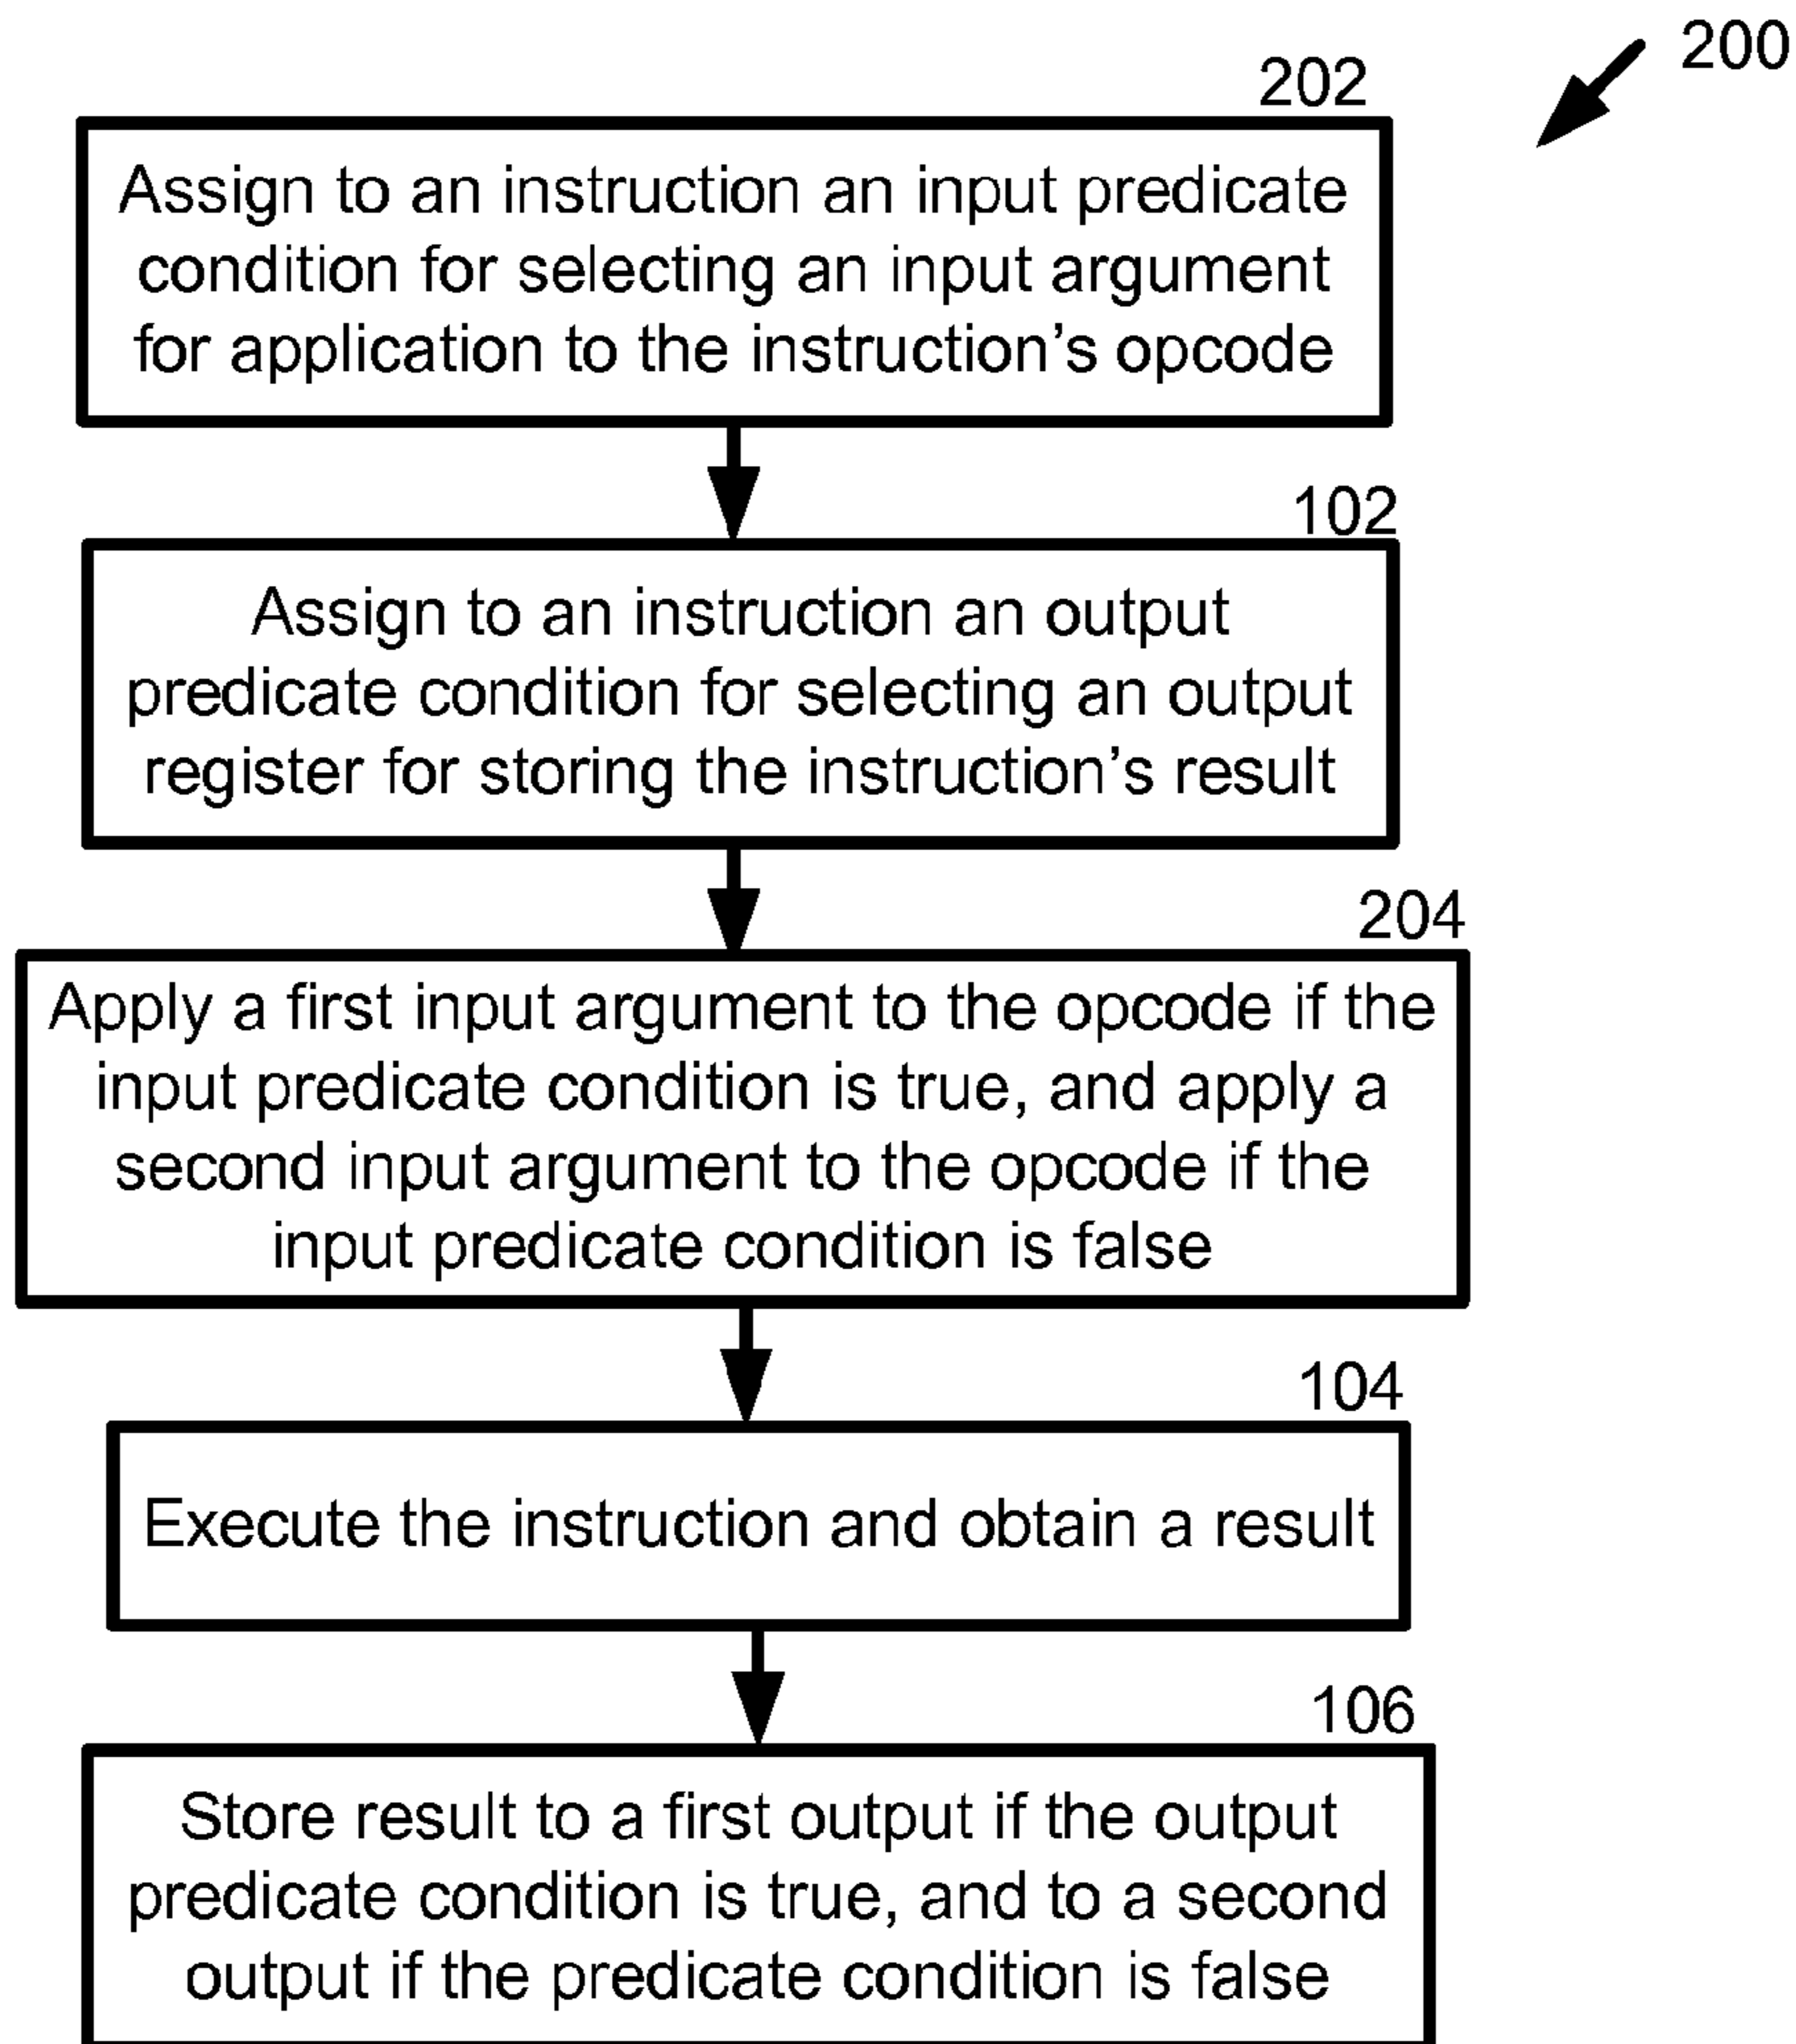 200
202
Assign to an instruction an input predicate
condition for selecting an input argument
for application to the instruction’s opcode
102
Assign to an instruction an output
predicate condition for selecting an output
register for storing the instruction’s result
204
Apply a first input argument to the opcode if the
input predicate condition is true, and apply a
second input argument to the opcode if the
input predicate condition is false
104
Execute the instruction and obtain a result
106
Store result to a first output if the output
predicate condition is true, and to a second
output if the predicate condition is false